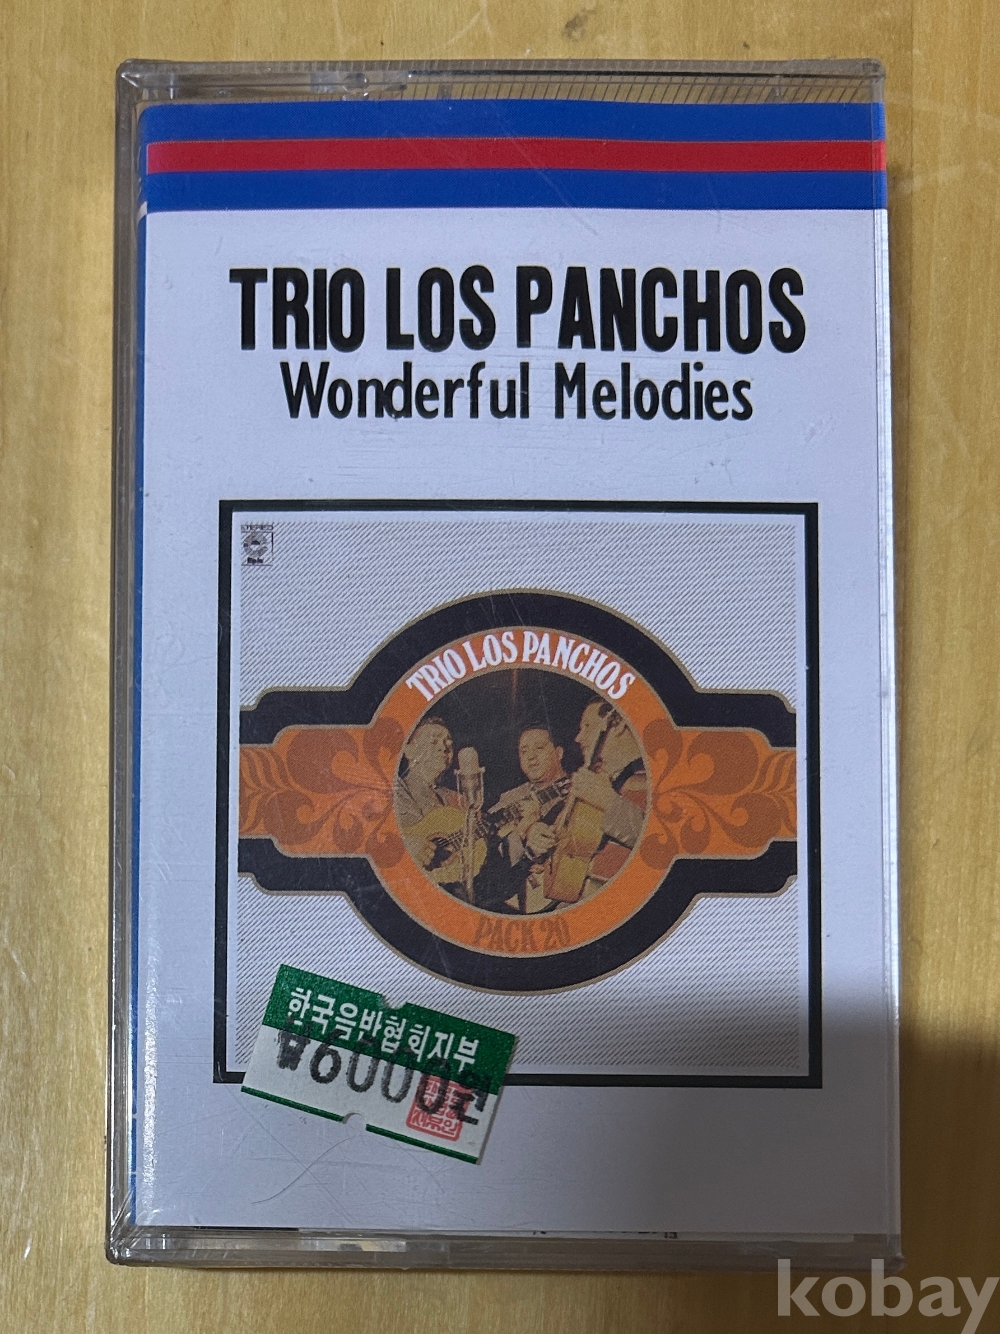 TRIO LOS PANCHOS
Wonderful Melodies
STEREO
TRIO LOS PANCHOS
PACK 20
한국음반협회지부
₩6000원
kobay